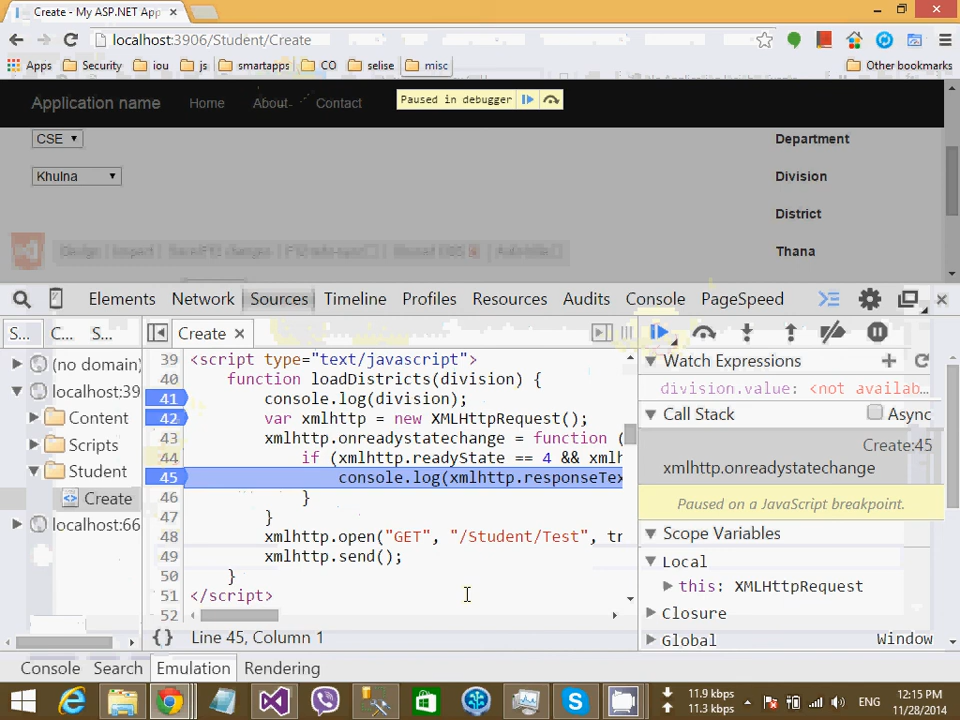 Create - My ASP.NET App
localhost:3906/Student/Create
Apps Security iou js smartapps CO selise misc Other bookmarks
Application name Home About Contact Paused in debugger
CSE Department
Khulna Division
District
Thana
Elements Network Sources Timeline Profiles Resources Audits Console PageSpeed
S... C... S... Create
39 <script type="text/javascript">
40 function loadDistricts(division) {
41 console.log(division);
42 var xmlhttp = new XMLHttpRequest();
43 xmlhttp.onreadystatechange = function (
44 if (xmlhttp.readyState == 4 && xmlh
45 console.log(xmlhttp.responseTex
46 }
47 }
48 xmlhttp.open("GET", "/Student/Test", tr
49 xmlhttp.send();
50 }
51 </script>
52
(no domain)
localhost:39
Content
Scripts
Student
Create
localhost:66
Watch Expressions
division.value: <not availab...
Call Stack Async
Create:45
xmlhttp.onreadystatechange
Paused on a JavaScript breakpoint.
Scope Variables
Local
this: XMLHttpRequest
Closure
Global Window
{} Line 45, Column 1
Console Search Emulation Rendering
11.9 kbps
11.3 kbps
ENG
12:15 PM
11/28/2014